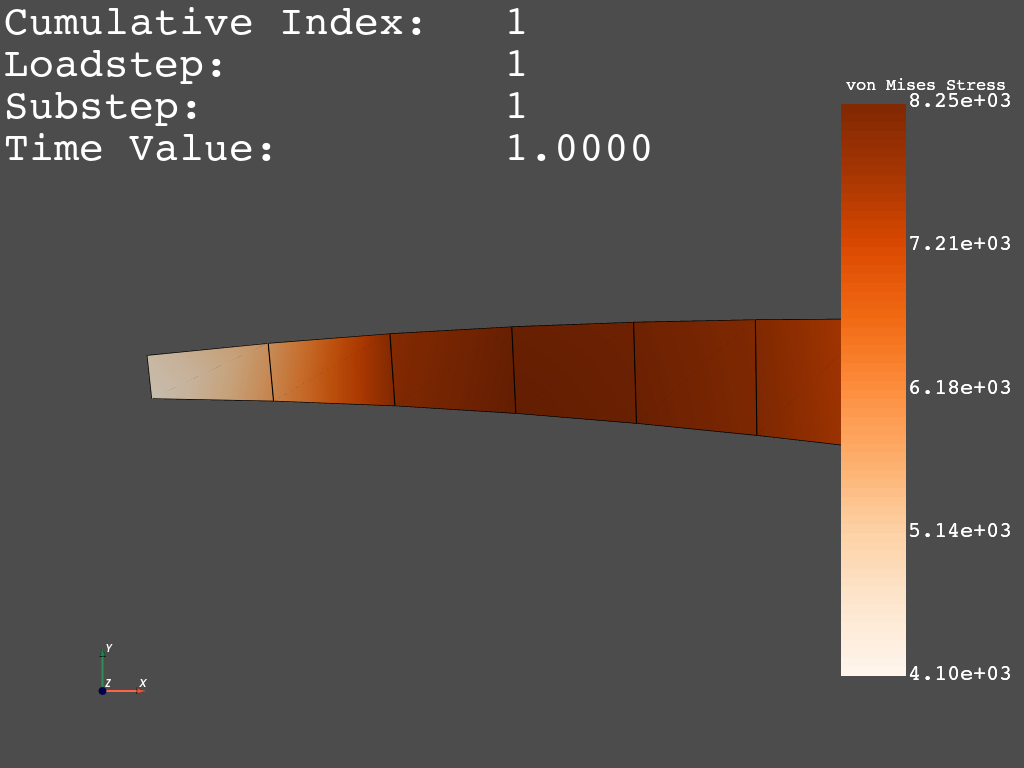 Cumulative Index: 1
Loadstep: 1
Substep: 1
Time Value: 1.0000
von Mises Stress
8.25e+03
7.21e+03
6.18e+03
5.14e+03
4.10e+03
Y
Z X